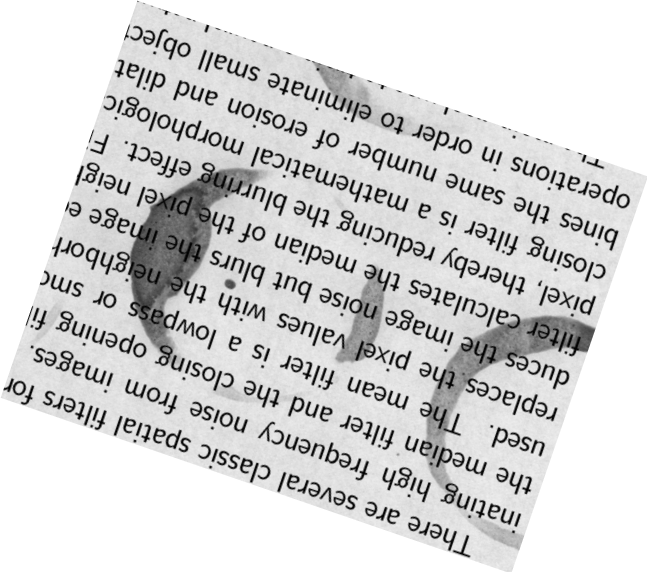 There are several classic spatial filters for
inating high frequency noise from images.
the median filter and the closing opening fi
used. The mean filter is a lowpass or smo
replaces the pixel values with the neighborh
duces the image noise but blurs the image e
filter calculates the median of the pixel neigh
pixel, thereby reducing the blurring effect. F
closing filter is a mathematical morphologic
bines the same number of erosion and dilat
operations in order to eliminate small objec